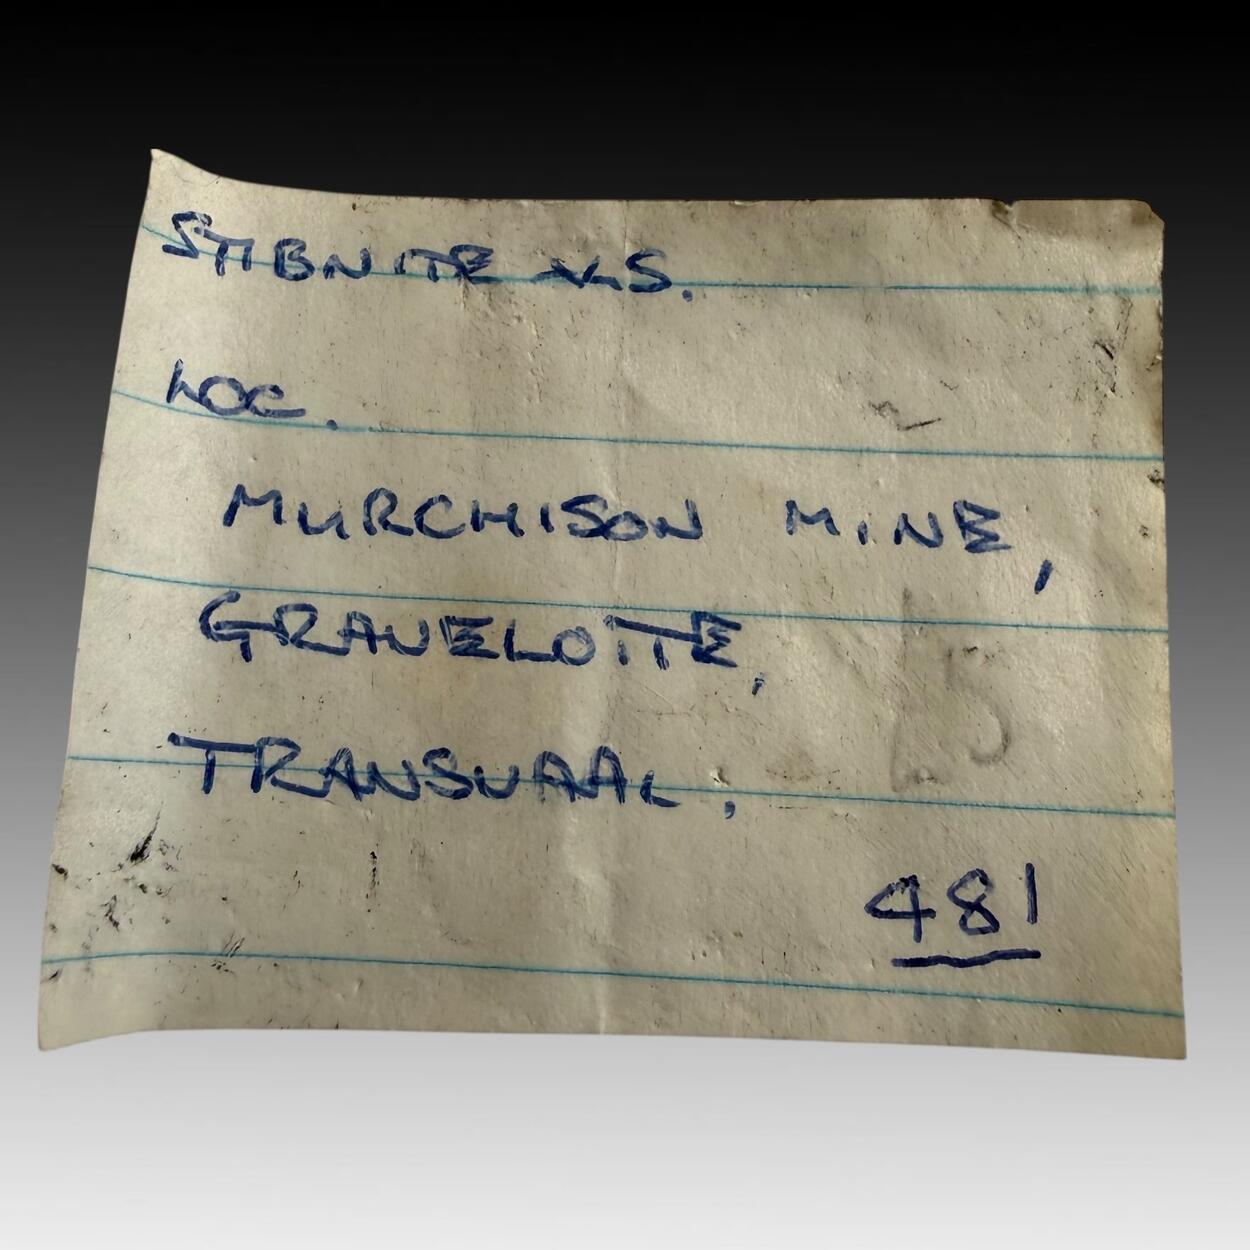 STIBNITE XLS.
LOC.
MURCHISON MINE,
GRAVELOTTE,
TRANSVAAL,
481